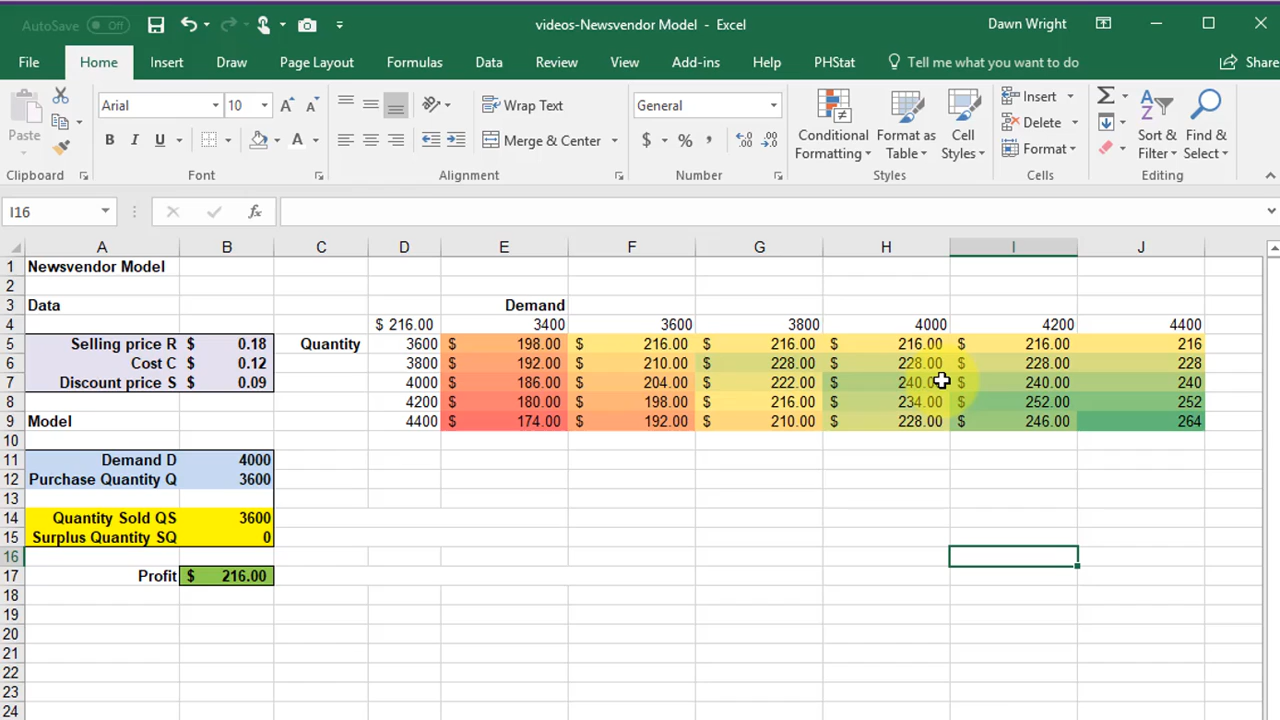 AutoSave Off videos-Newsvendor Model - Excel Dawn Wright
File Home Insert Draw Page Layout Formulas Data Review View Add-ins Help PHStat Tell me what you want to do Share
Paste Arial 10 Wrap Text General Conditional Formatting Format as Table Cell Styles Insert Sort & Filter Find & Select
B I U Merge & Center $ % , Delete
Format
Clipboard Font Alignment Number Styles Cells Editing
I16 fx
A B C D E F G H I J
1 Newsvendor Model
2
3 Data Demand
4 $ 216.00 3400 3600 3800 4000 4200 4400
5 Selling price R $ 0.18 Quantity 3600 $ 198.00 $ 216.00 $ 216.00 $ 216.00 $ 216.00 216
6 Cost C $ 0.12 3800 $ 192.00 $ 210.00 $ 228.00 $ 228.00 $ 228.00 228
7 Discount price S $ 0.09 4000 $ 186.00 $ 204.00 $ 222.00 $ 240.00 $ 240.00 240
8 4200 $ 180.00 $ 198.00 $ 216.00 $ 234.00 $ 252.00 252
9 Model 4400 $ 174.00 $ 192.00 $ 210.00 $ 228.00 $ 246.00 264
10
11 Demand D 4000
12 Purchase Quantity Q 3600
13
14 Quantity Sold QS 3600
15 Surplus Quantity SQ 0
16
17 Profit $ 216.00
18
19
20
21
22
23
24